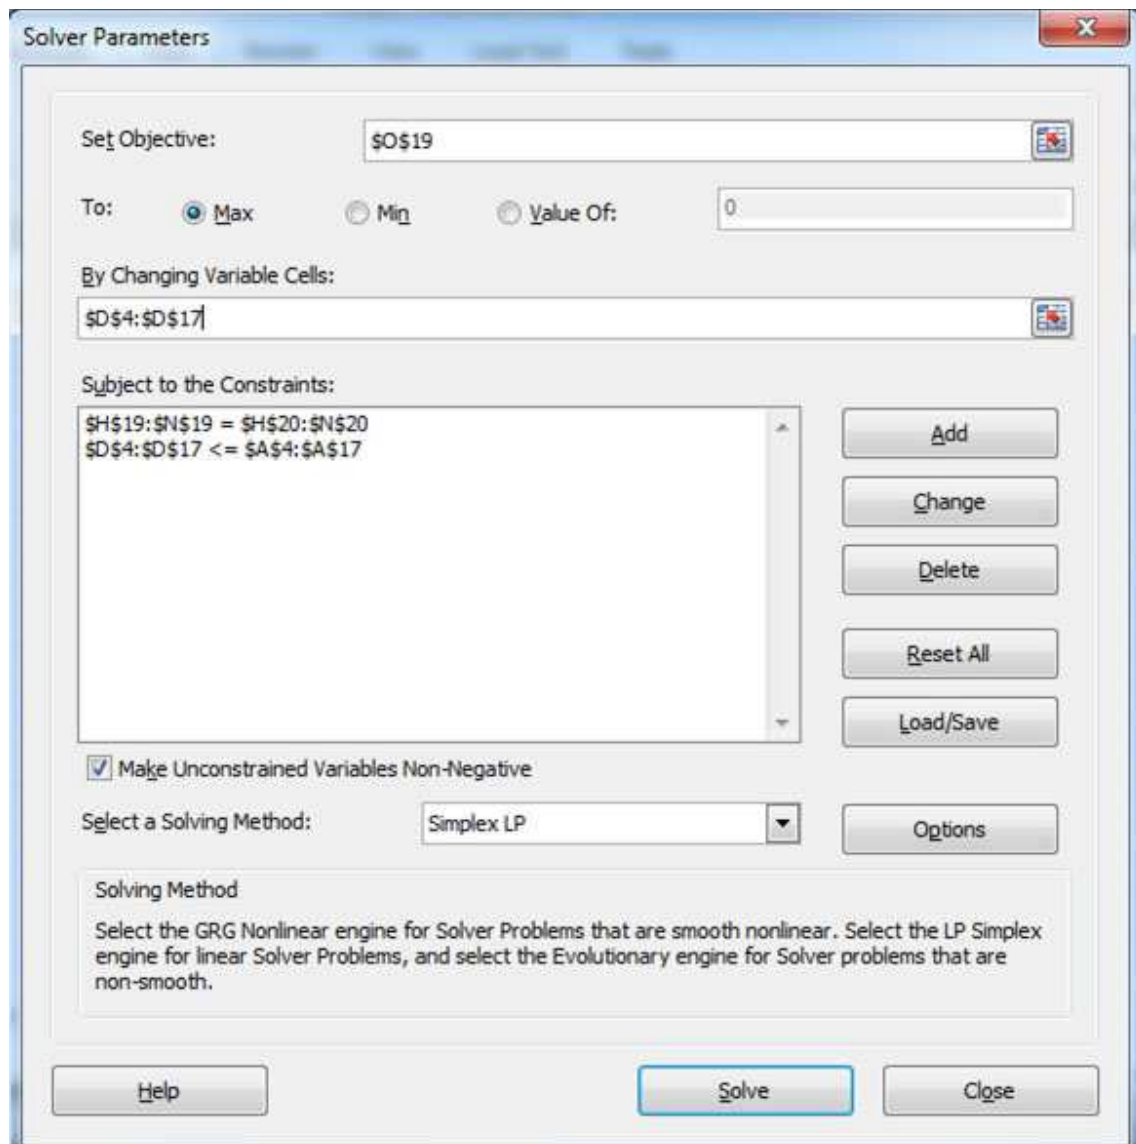 Solver Parameters
Set Objective:
$O$19
To:
Max
Min
Value Of:
0
By Changing Variable Cells:
$D$4:$D$17
Subject to the Constraints:
$H$19:$N$19 = $H$20:$N$20
$D$4:$D$17 <= $A$4:$A$17
Add
Change
Delete
Reset All
Load/Save
Make Unconstrained Variables Non-Negative
Select a Solving Method:
Simplex LP
Options
Solving Method
Select the GRG Nonlinear engine for Solver Problems that are smooth nonlinear. Select the LP Simplex
engine for linear Solver Problems, and select the Evolutionary engine for Solver problems that are
non-smooth.
Help
Solve
Close